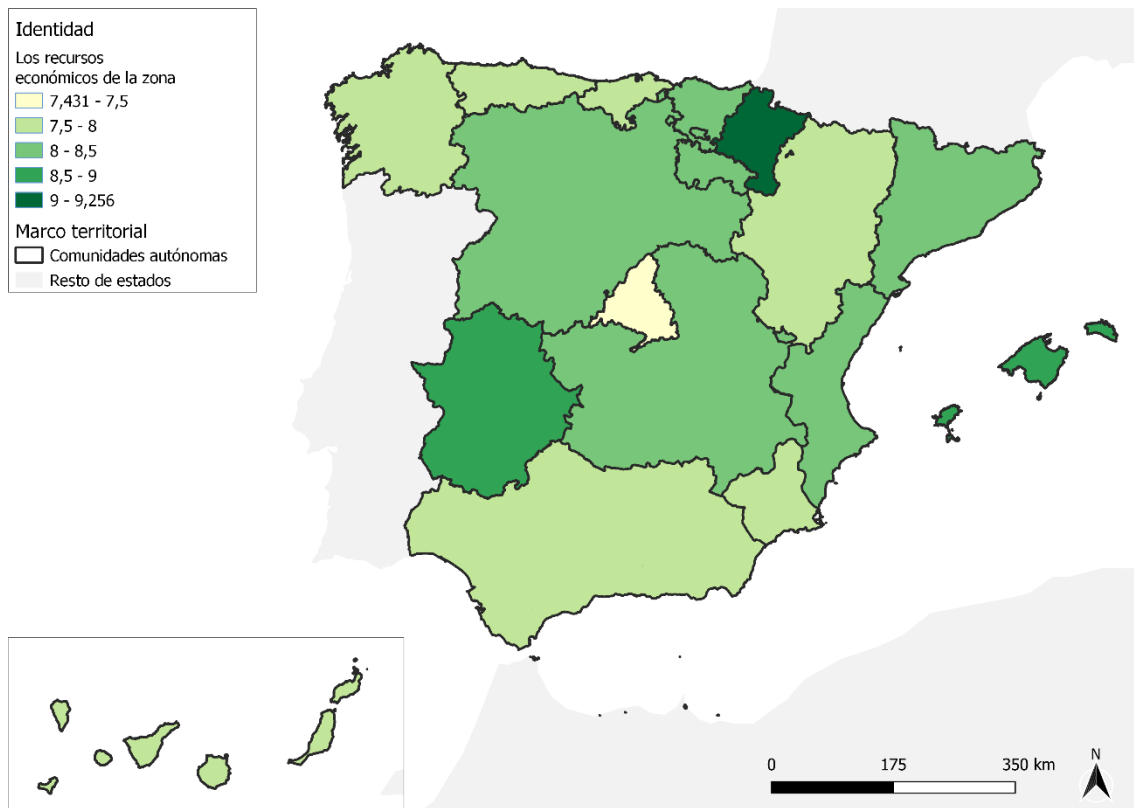 Identidad
Los recursos
económicos de la zona
7,431 - 7,5
7,5 - 8
8 - 8,5
8,5 - 9
9 - 9,256
Marco territorial
Comunidades autónomas
Resto de estados
0 175 350 km
N